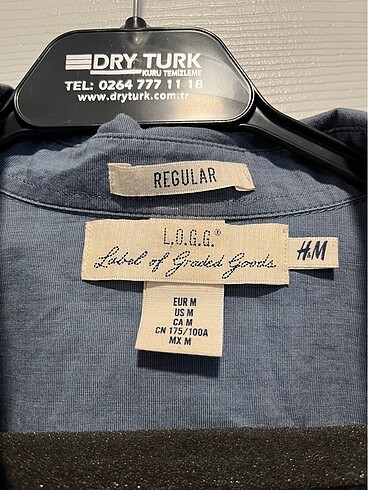 DRY TURK
KURU TEMİZLEME
TEL: 0264 777 11 18
www.dryturk.com.tr
REGULAR
L.O.G.G.®
Label of Graded Goods
H&M
EUR M
US M
CA M
CN 175/100A
MX M